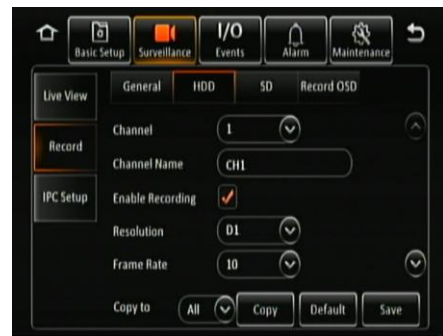 Basic Setup
Surveillance
I/O
Events
Alarm
Maintenance
Live View
Record
IPC Setup
General
HDD
SD
Record OSD
Channel
1
Channel Name
CH1
Enable Recording
Resolution
D1
Frame Rate
10
Copy to
All
Copy
Default
Save